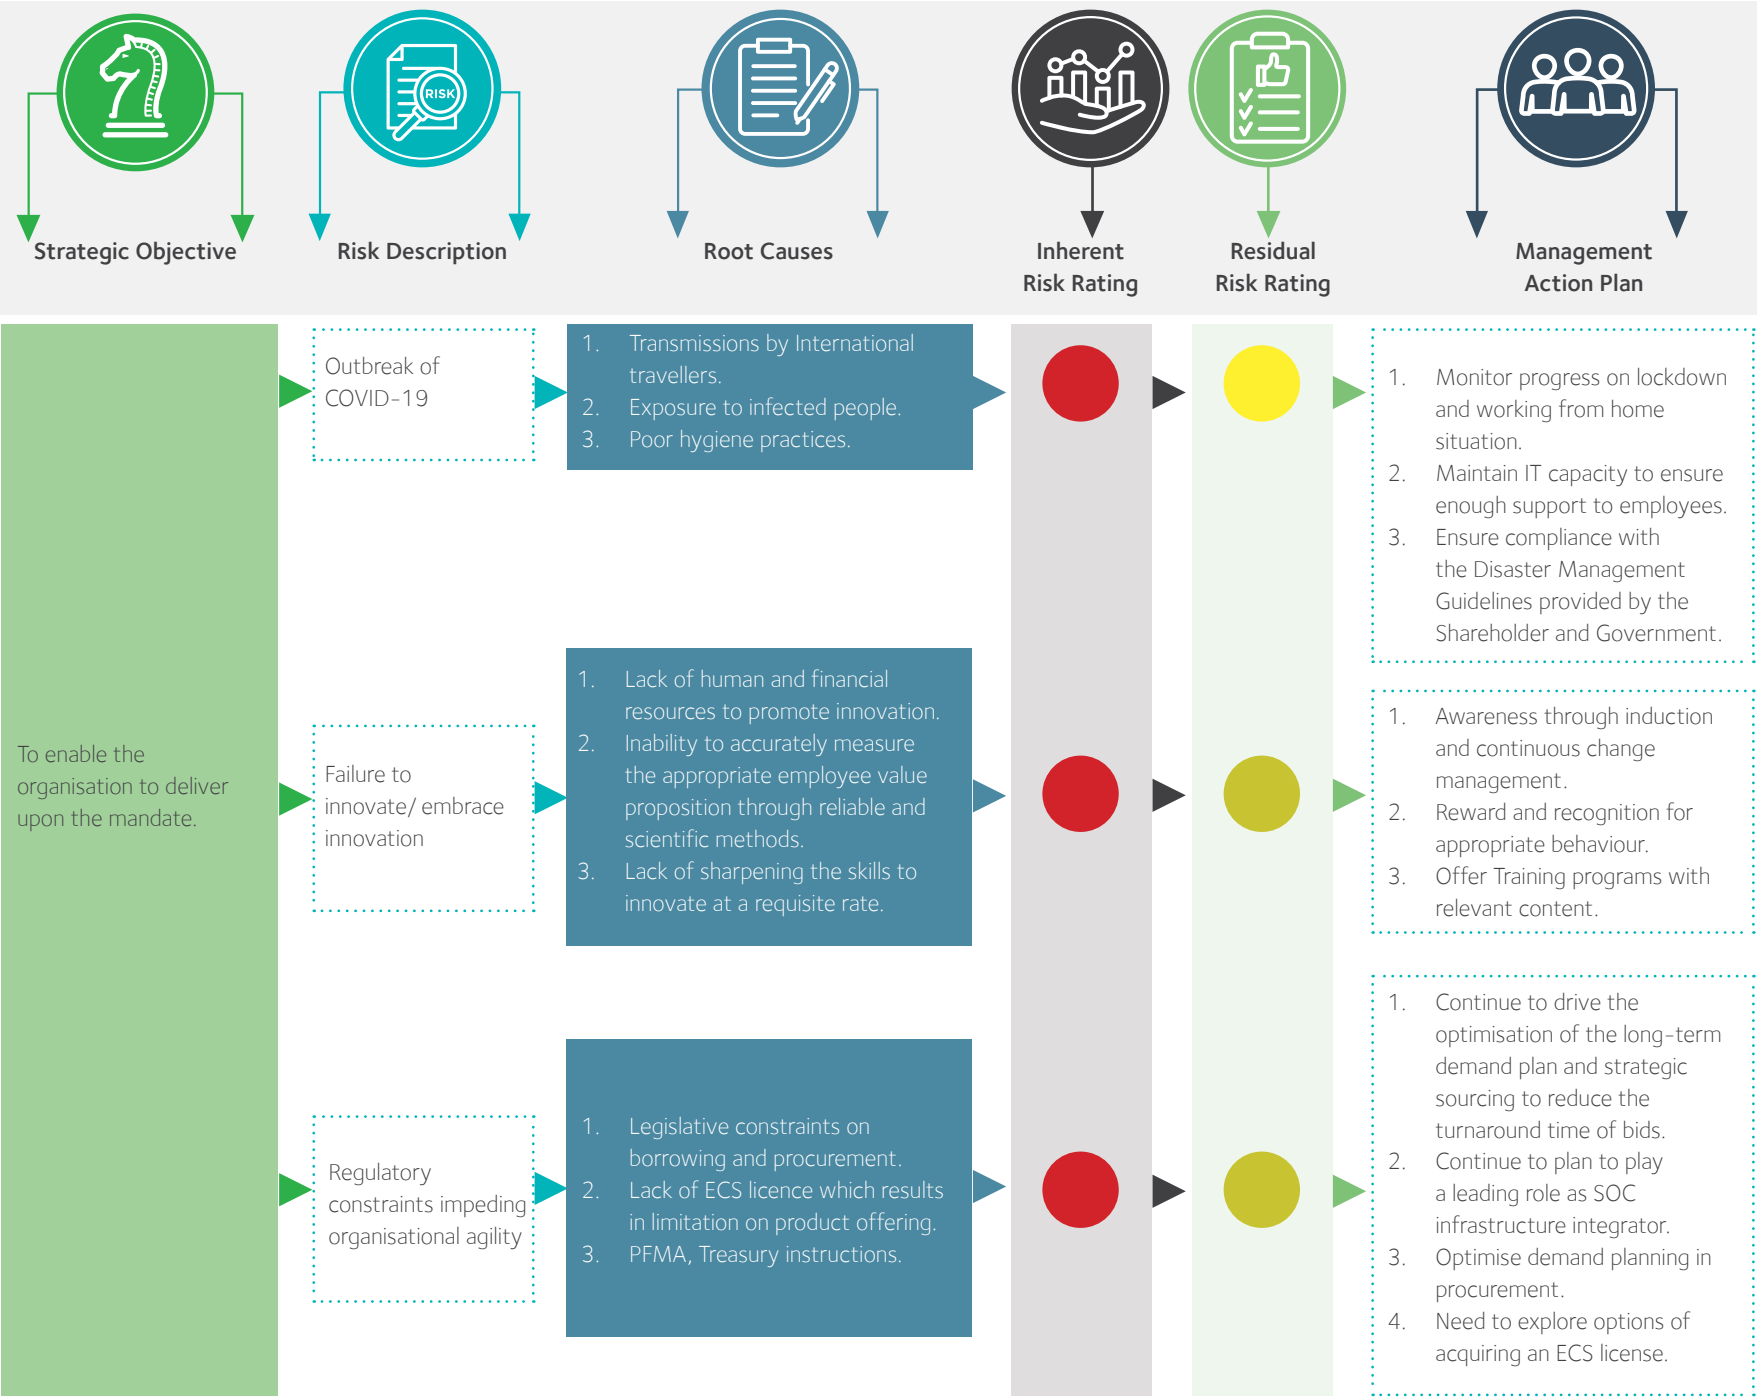 RISK
Strategic Objective
Risk Description
Root Causes
Inherent
Risk Rating
Residual
Risk Rating
Management
Action Plan
To enable the
organisation to deliver
upon the mandate.
Outbreak of
COVID-19
1. Transmissions by International
travellers.
2. Exposure to infected people.
3. Poor hygiene practices.
1. Monitor progress on lockdown
and working from home
situation.
2. Maintain IT capacity to ensure
enough support to employees.
3. Ensure compliance with
the Disaster Management
Guidelines provided by the
Shareholder and Government.
Failure to
innovate/ embrace
innovation
1. Lack of human and financial
resources to promote innovation.
2. Inability to accurately measure
the appropriate employee value
proposition through reliable and
scientific methods.
3. Lack of sharpening the skills to
innovate at a requisite rate.
1. Awareness through induction
and continuous change
management.
2. Reward and recognition for
appropriate behaviour.
3. Offer Training programs with
relevant content.
Regulatory
constraints impeding
organisational agility
1. Legislative constraints on
borrowing and procurement.
2. Lack of ECS licence which results
in limitation on product offering.
3. PFMA, Treasury instructions.
1. Continue to drive the
optimisation of the long-term
demand plan and strategic
sourcing to reduce the
turnaround time of bids.
2. Continue to plan to play
a leading role as SOC
infrastructure integrator.
3. Optimise demand planning in
procurement.
4. Need to explore options of
acquiring an ECS license.